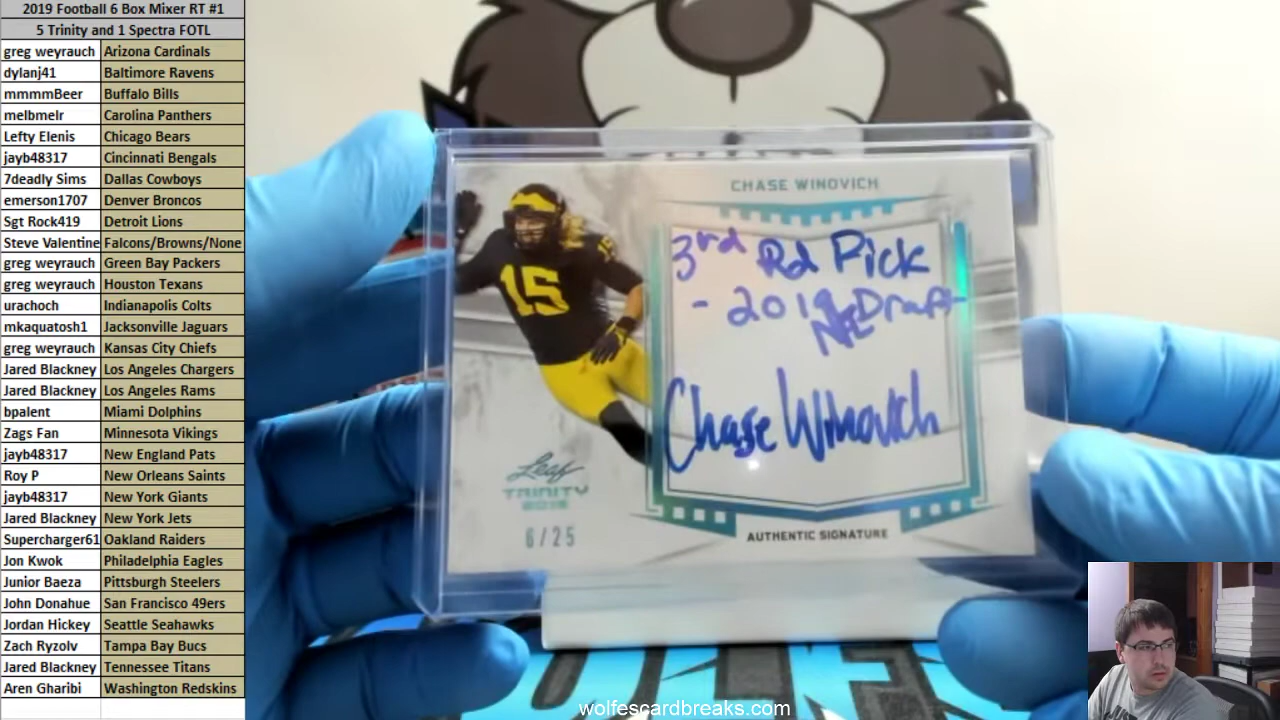 2019 Football 6 Box Mixer RT #1
5 Trinity and 1 Spectra FOTL
greg weyrauch Arizona Cardinals
dylanj41 Baltimore Ravens
mmmmBeer Buffalo Bills
melbmelr Carolina Panthers
Lefty Elenis Chicago Bears
jayb48317 Cincinnati Bengals
7deadly Sims Dallas Cowboys
emerson1707 Denver Broncos
Sgt Rock419 Detroit Lions
Steve Valentine Falcons/Browns/None
greg weyrauch Green Bay Packers
greg weyrauch Houston Texans
urachoch Indianapolis Colts
mkaquatosh1 Jacksonville Jaguars
greg weyrauch Kansas City Chiefs
Jared Blackney Los Angeles Chargers
Jared Blackney Los Angeles Rams
bpalent Miami Dolphins
Zags Fan Minnesota Vikings
jayb48317 New England Pats
Roy P New Orleans Saints
jayb48317 New York Giants
Jared Blackney New York Jets
Supercharger61 Oakland Raiders
Jon Kwok Philadelphia Eagles
Junior Baeza Pittsburgh Steelers
John Donahue San Francisco 49ers
Jordan Hickey Seattle Seahawks
Zach Ryzolv Tampa Bay Bucs
Jared Blackney Tennessee Titans
Aren Gharibi Washington Redskins
CHASE WINOVICH
3rd Rd Pick
- 2019 Draft -
NFL
Chase Winovich
15
Leaf
TRINITY
2019
6/25
AUTHENTIC SIGNATURE
wolfescardbreaks.com